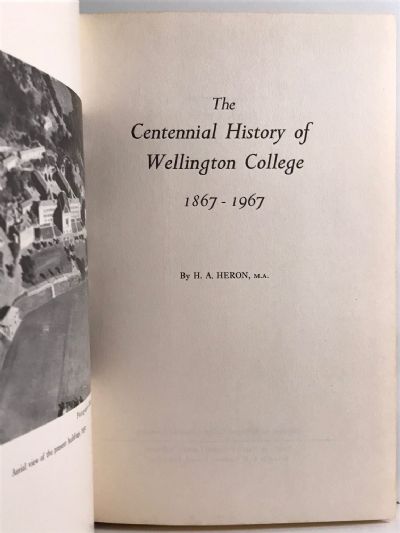 The
Centennial History of
Wellington College
1867 - 1967
By H. A. HERON, M.A.
Aerial view of the present buildings